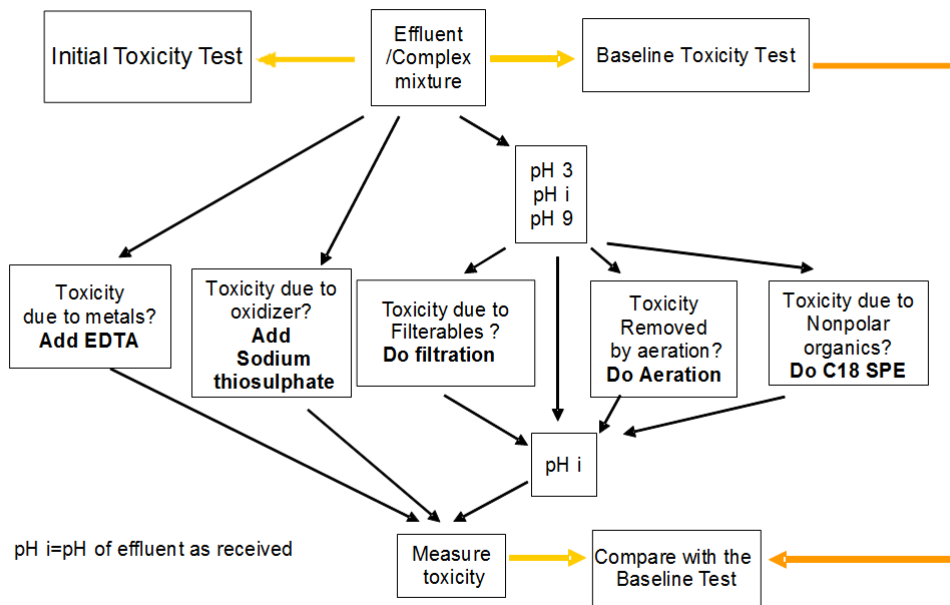 Initial Toxicity Test
Effluent
/Complex
mixture
Baseline Toxicity Test
pH 3
pH i
pH 9
Toxicity
due to metals?
Add EDTA
Toxicity due to
oxidizer?
Add
Sodium
thiosulphate
Toxicity due to
Filterables ?
Do filtration
Toxicity
Removed
by aeration?
Do Aeration
Toxicity due to
Nonpolar
organics?
Do C18 SPE
pH i
pH i=pH of effluent as received
Measure
toxicity
Compare with the
Baseline Test